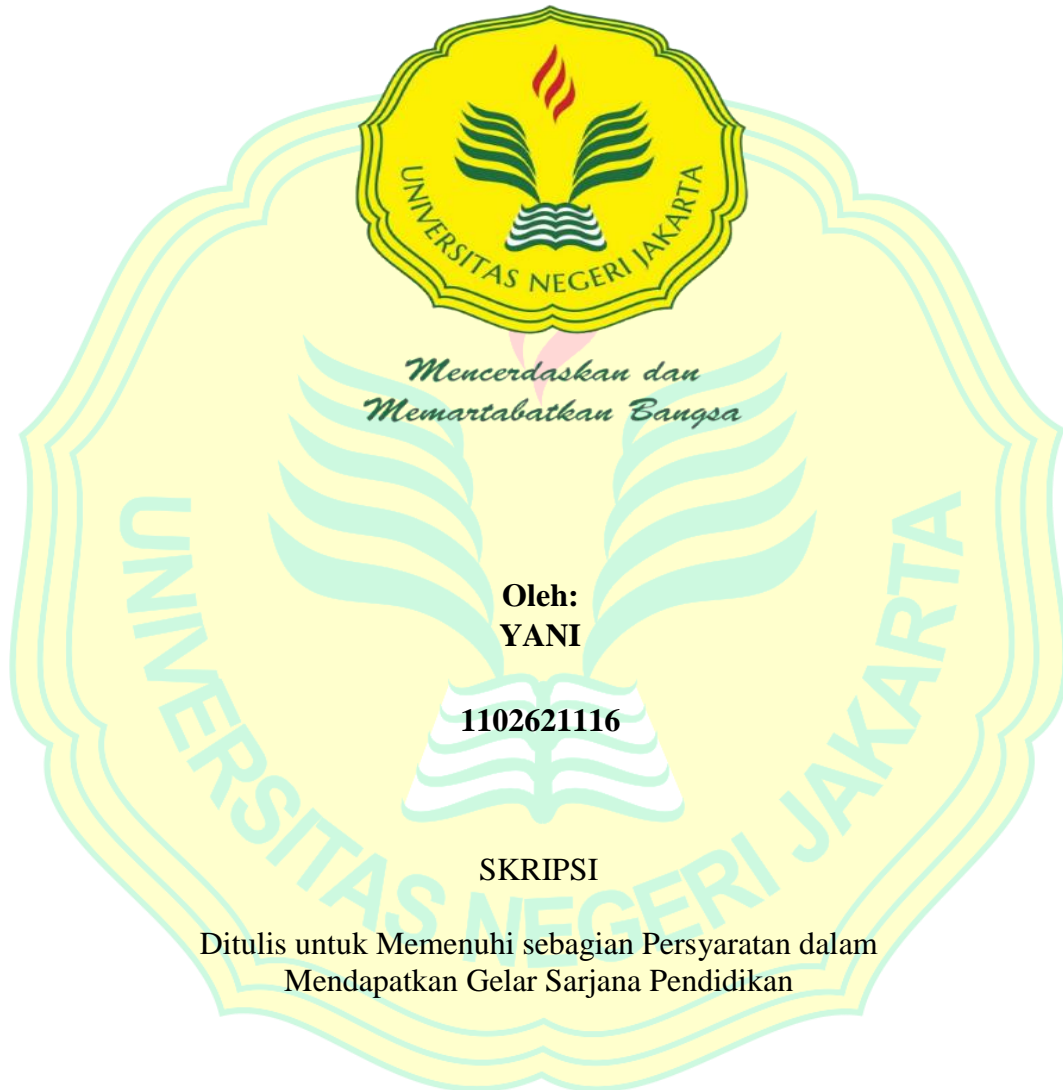 UNIVERSITAS NEGERI JAKARTA
Mencerdaskan dan
Memartabatkan Bangsa
Oleh:
YANI
1102621116
SKRIPSI
Ditulis untuk Memenuhi sebagian Persyaratan dalam
Mendapatkan Gelar Sarjana Pendidikan
UNIVERSITAS NEGERI JAKARTA